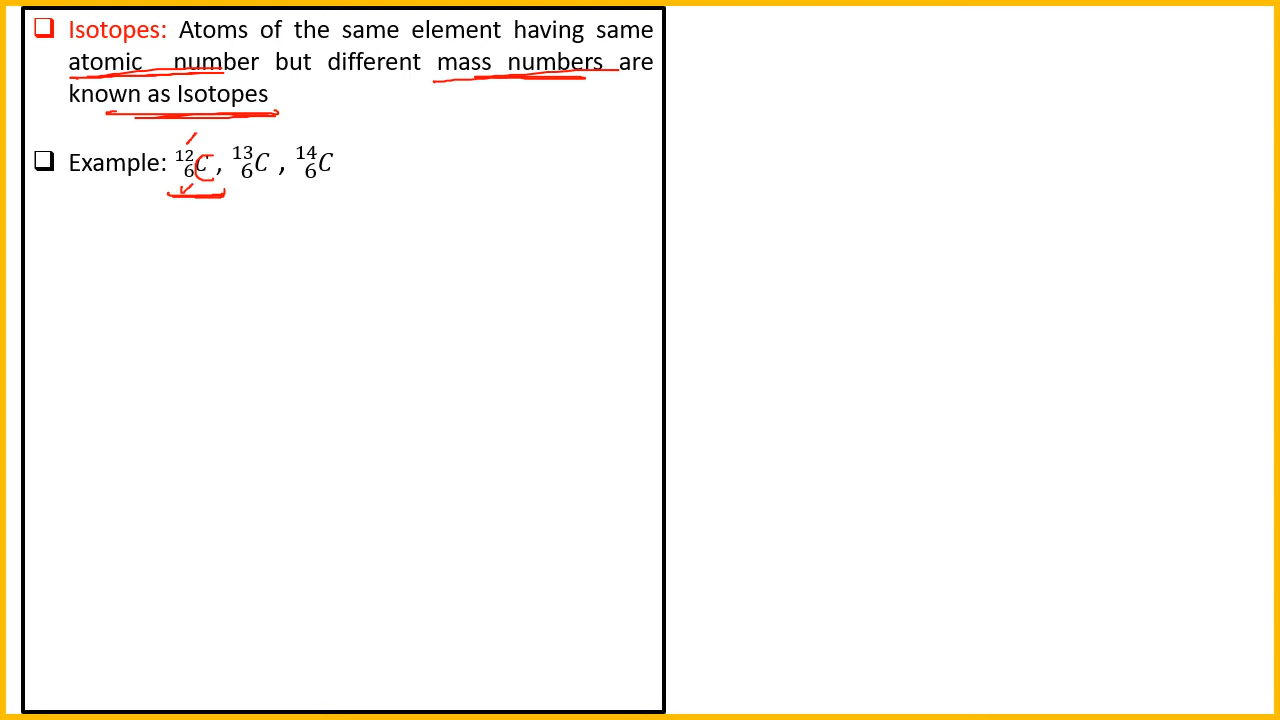 Isotopes: Atoms of the same element having same
atomic number but different mass numbers are
known as Isotopes
Example: ¹²₆C, ¹³₆C , ¹⁴₆C